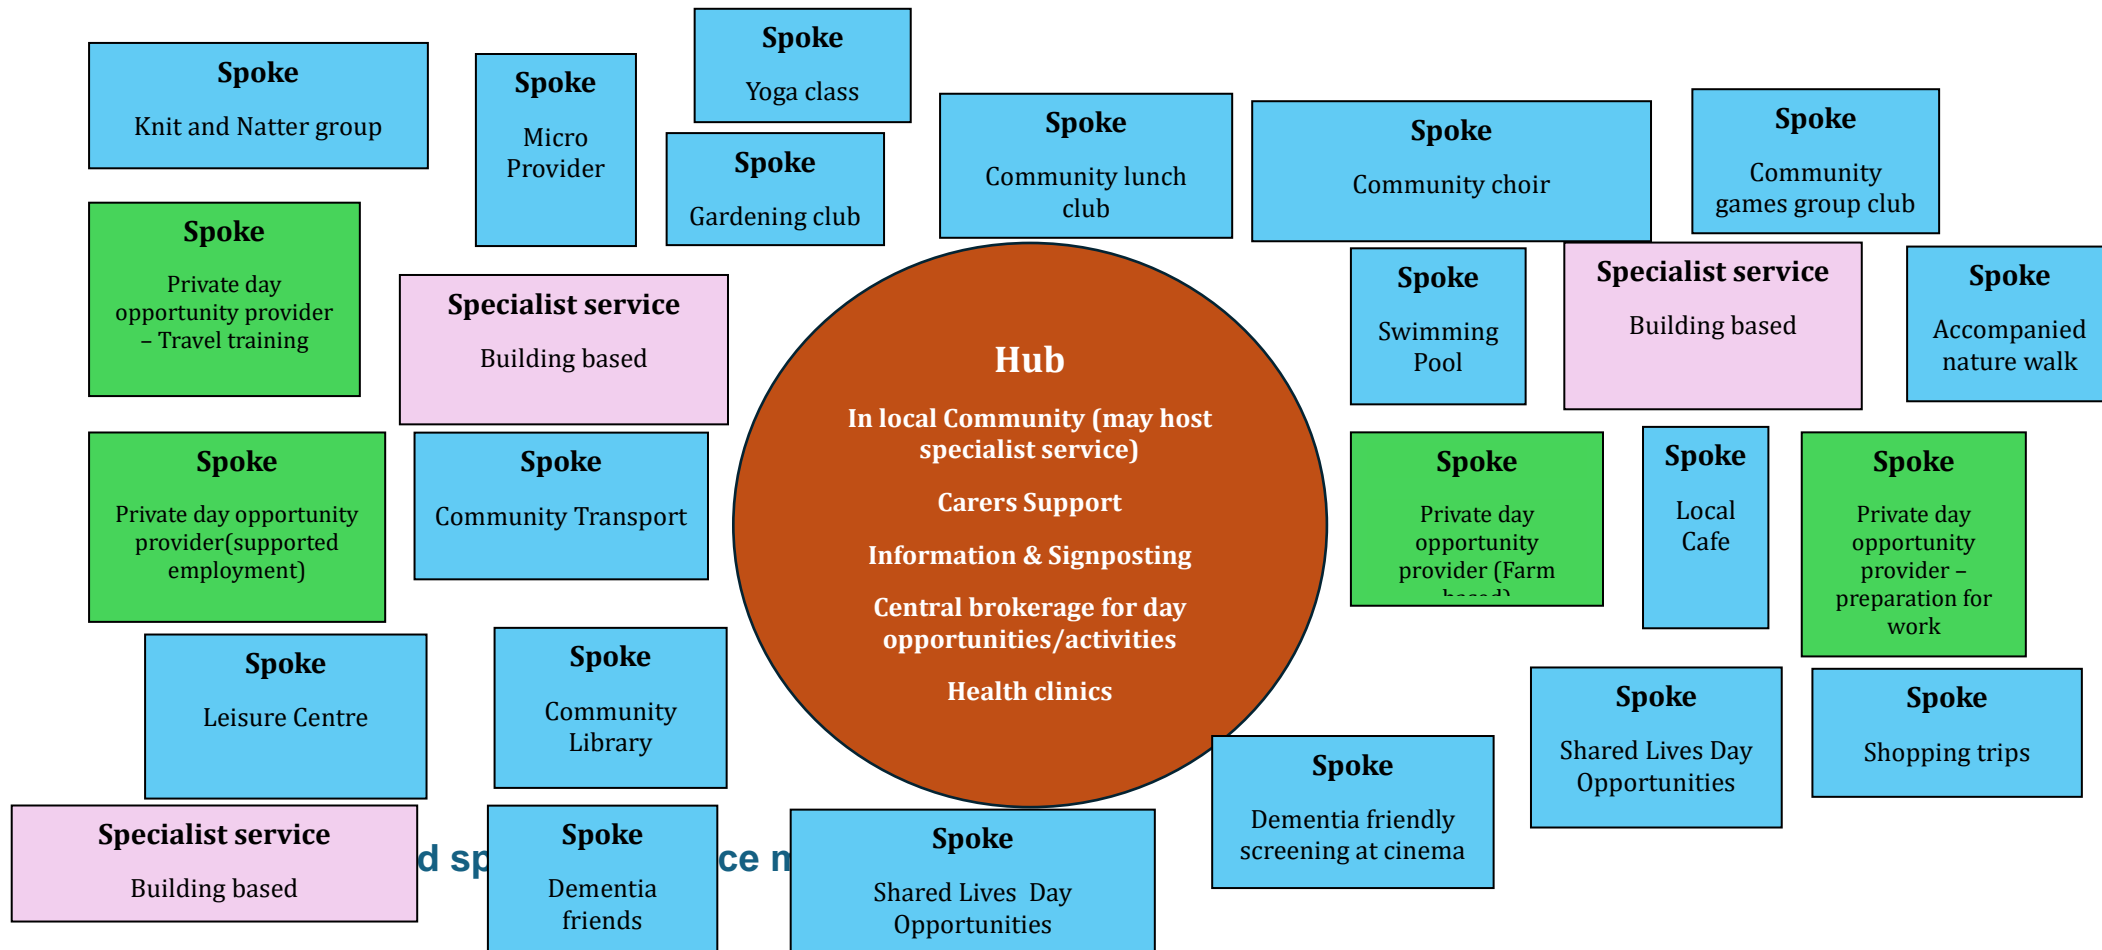 Spoke
Knit and Natter group
Spoke
Micro
Provider
Spoke
Yoga class
Spoke
Gardening club
Spoke
Community lunch
club
Spoke
Community choir
Spoke
Community
games group club
Spoke
Private day
opportunity provider
– Travel training
Specialist service
Building based
Hub
In local Community (may host
specialist service)
Carers Support
Information & Signposting
Central brokerage for day
opportunities/activities
Health clinics
Spoke
Swimming
Pool
Specialist service
Building based
Spoke
Accompanied
nature walk
Spoke
Private day opportunity
provider(supported
employment)
Spoke
Community Transport
Spoke
Private day
opportunity
provider (Farm
Spoke
Local
Cafe
Spoke
Private day
opportunity
provider –
preparation for
work
Spoke
Leisure Centre
Spoke
Community
Library
Spoke
Dementia friendly
screening at cinema
Spoke
Shared Lives Day
Opportunities
Spoke
Shopping trips
Specialist service
Building based
d sp
Spoke
Dementia
friends
ce m
Spoke
Shared Lives  Day
Opportunities